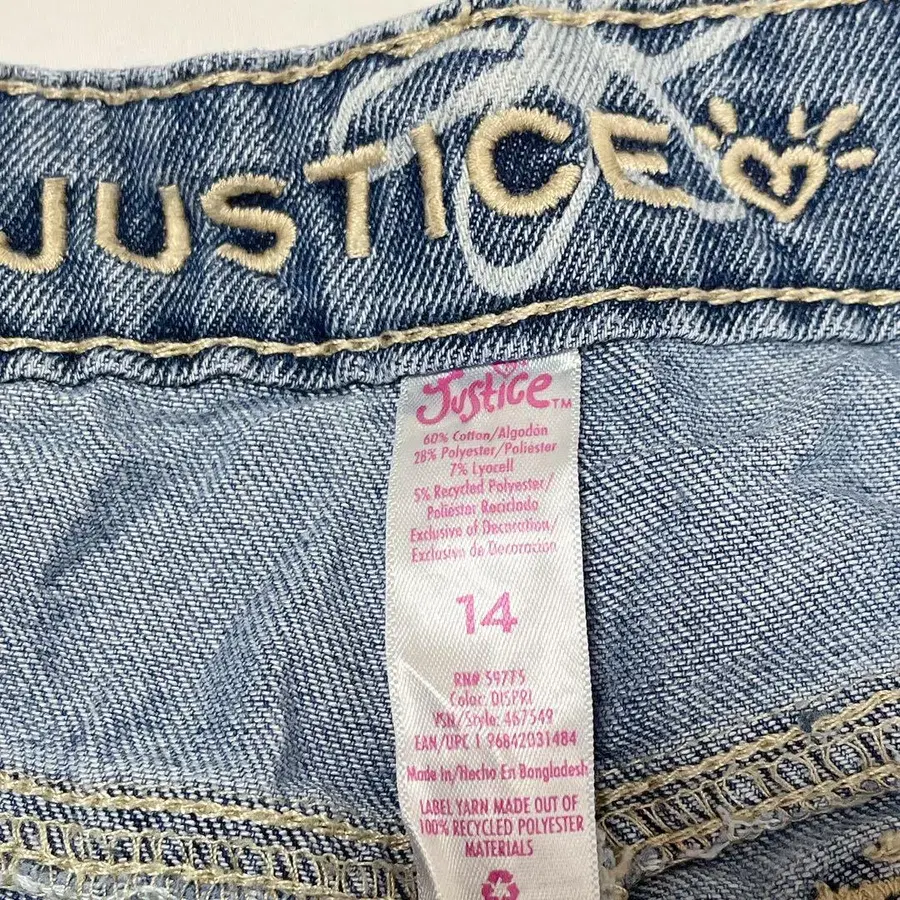 JUSTICE
Justice™
60% Cotton/Algodón
28% Polyester/Poliéster
7% Lyocell
5% Recycled Polyester/
Poliéster Reciclado
Exclusive of Decoration/
Exclusivo de Decoración
14
RN# 59775
Color: DISPRI
VSN/Style: 467549
EAN/UPC 1 96842031484
Made in/Hecho En Bangladesh
LABEL YARN MADE OUT OF
100% RECYCLED POLYESTER
MATERIALS